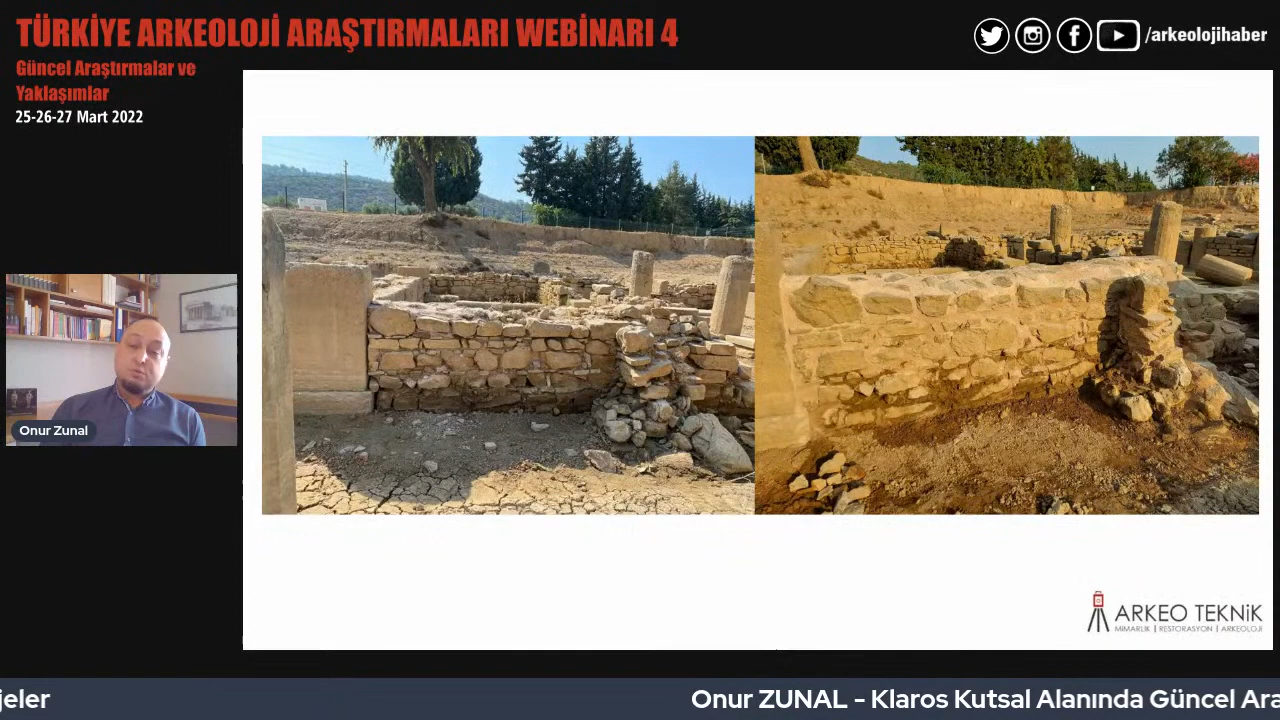 TÜRKİYE ARKEOLOJİ ARAŞTIRMALARI WEBİNARI 4
/arkeolojihaber
Güncel Araştırmalar ve
Yaklaşımlar
25-26-27 Mart 2022
Onur Zunal
ARKEO TEKNİK
MİMARLIK | RESTORASYON | ARKEOLOJİ
jeler
Onur ZUNAL - Klaros Kutsal Alanında Güncel Ara